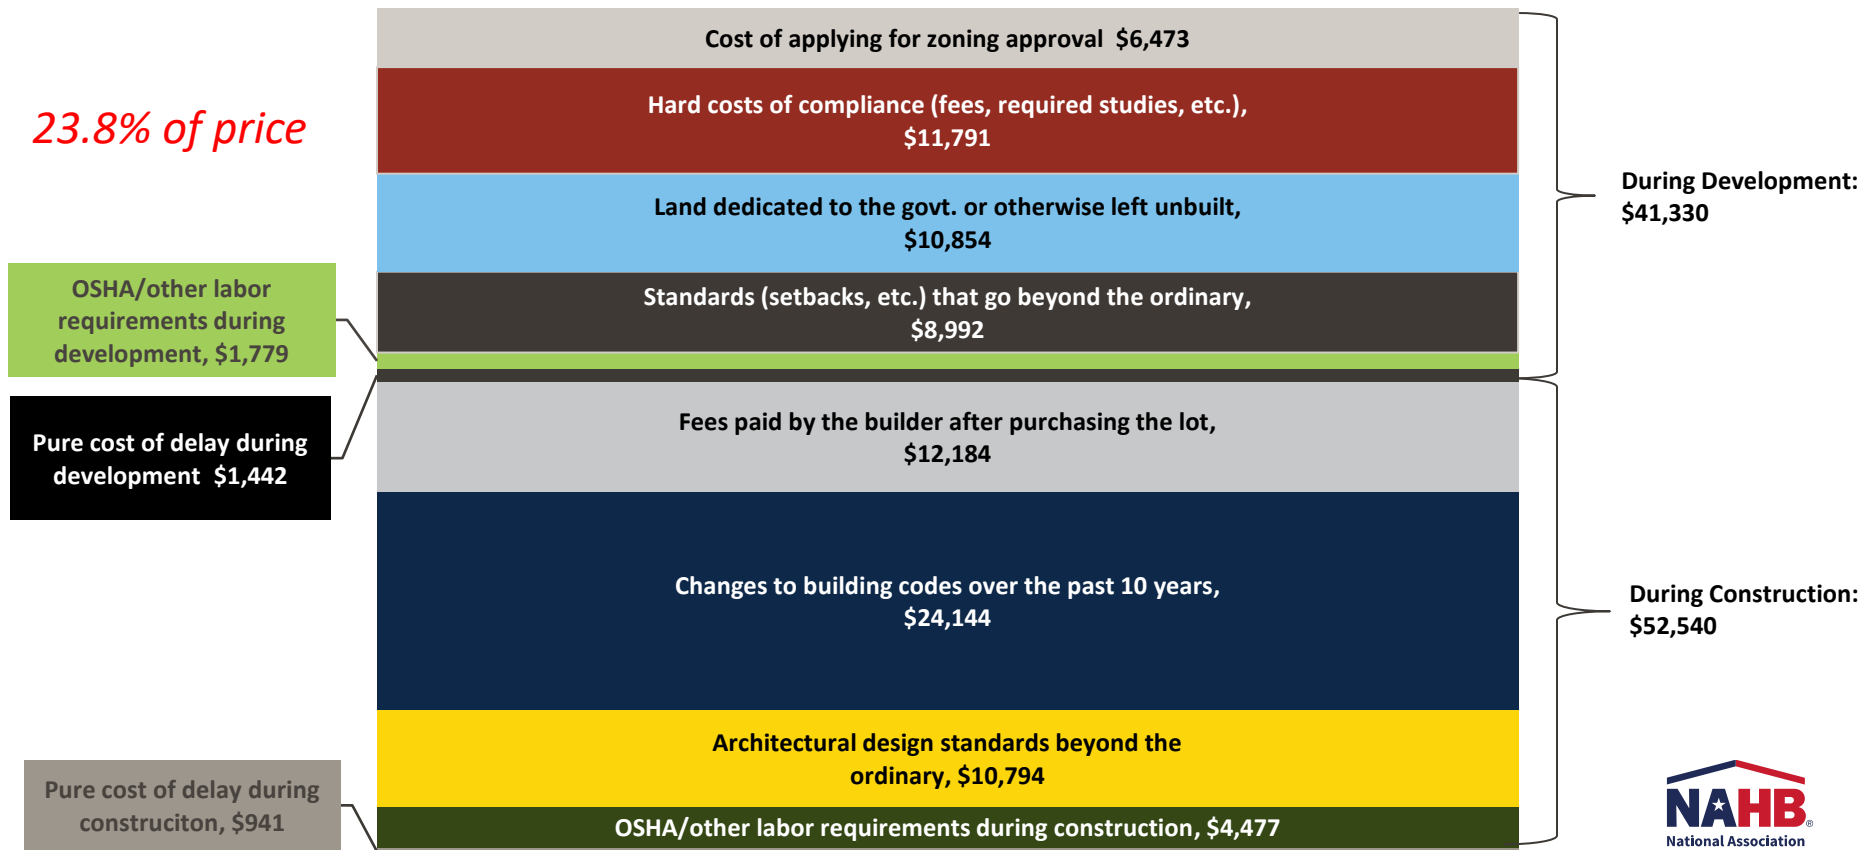 Cost of applying for zoning approval $6,473
23.8% of price
Hard costs of compliance (fees, required studies, etc.),
$11,791
During Development:
$41,330
Land dedicated to the govt. or otherwise left unbuilt,
$10,854
OSHA/other labor
requirements during
development, $1,779
Standards (setbacks, etc.) that go beyond the ordinary,
$8,992
Pure cost of delay during
development $1,442
Fees paid by the builder after purchasing the lot,
$12,184
Changes to building codes over the past 10 years,
$24,144
During Construction:
$52,540
Architectural design standards beyond the
ordinary, $10,794
Pure cost of delay during
construciton, $941
OSHA/other labor requirements during construction, $4,477
NAHB®
National Association